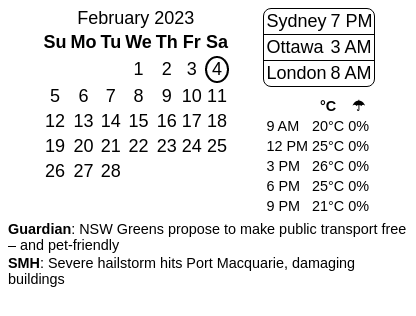 February 2023
Su Mo Tu We Th Fr Sa
1 2 3 4
5 6 7 8 9 10 11
12 13 14 15 16 17 18
19 20 21 22 23 24 25
26 27 28
Sydney 7 PM
Ottawa 3 AM
London 8 AM
°C ☂
9 AM 20°C 0%
12 PM 25°C 0%
3 PM 26°C 0%
6 PM 25°C 0%
9 PM 21°C 0%
Guardian: NSW Greens propose to make public transport free
– and pet-friendly
SMH: Severe hailstorm hits Port Macquarie, damaging
buildings